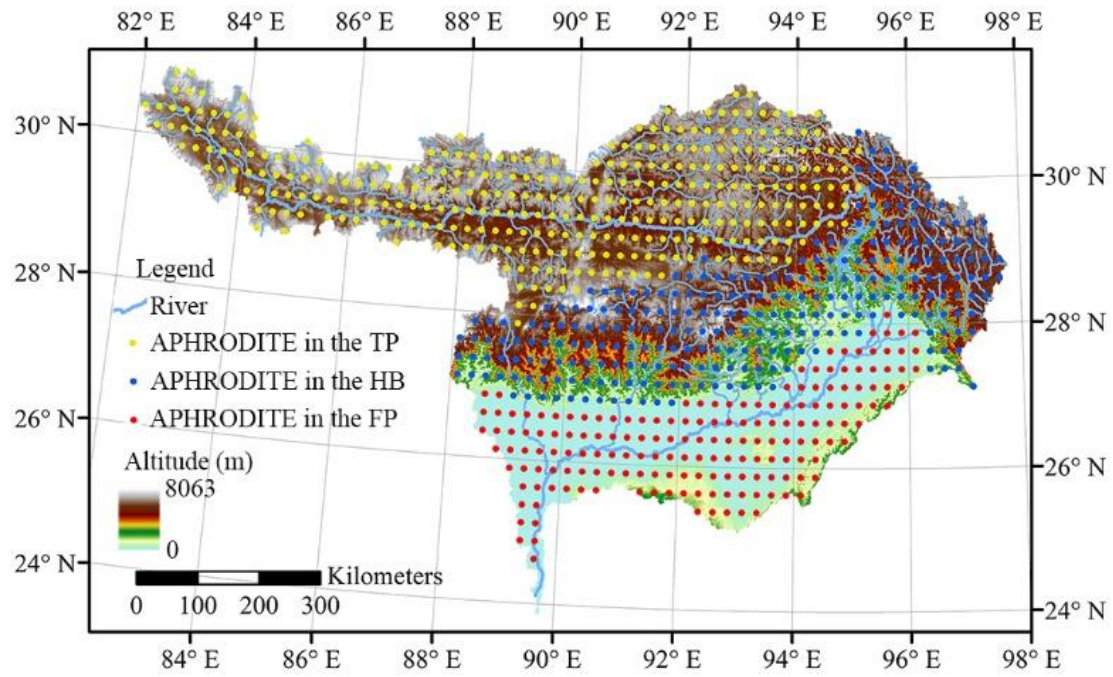 82° E 84° E 86° E 88° E 90° E 92° E 94° E 96° E 98° E
30° N
30° N
28° N
Legend
River
28° N
APHRODITE in the TP
APHRODITE in the HB
26° N
APHRODITE in the FP
Altitude (m)
26° N
8063
0
24° N
Kilometers
0 100 200 300
24° N
84° E 86° E 88° E 90° E 92° E 94° E 96° E 98° E